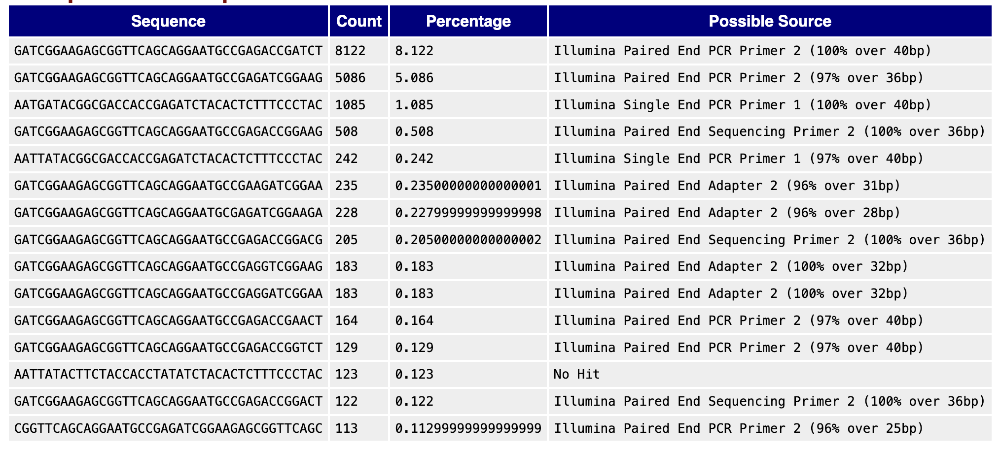 Sequence Count Percentage Possible Source
GATCGGAAGAGCGGTTCAGCAGGAATGCCGAGACCGATCT 8122 8.122 Illumina Paired End PCR Primer 2 (100% over 40bp)
GATCGGAAGAGCGGTTCAGCAGGAATGCCGAGATCGGAAG 5086 5.086 Illumina Paired End PCR Primer 2 (97% over 36bp)
AATGATACGGCGACCACCGAGATCTACACTCTTTCCCTAC 1085 1.085 Illumina Single End PCR Primer 1 (100% over 40bp)
GATCGGAAGAGCGGTTCAGCAGGAATGCCGAGACCGGAAG 508 0.508 Illumina Paired End Sequencing Primer 2 (100% over 36bp)
AATTATACGGCGACCACCGAGATCTACACTCTTTCCCTAC 242 0.242 Illumina Single End PCR Primer 1 (97% over 40bp)
GATCGGAAGAGCGGTTCAGCAGGAATGCCGAAGATCGGAA 235 0.23500000000000001 Illumina Paired End Adapter 2 (96% over 31bp)
GATCGGAAGAGCGGTTCAGCAGGAATGCGAGATCGGAAGA 228 0.22799999999999998 Illumina Paired End Adapter 2 (96% over 28bp)
GATCGGAAGAGCGGTTCAGCAGGAATGCCGAGACCGGACG 205 0.20500000000000002 Illumina Paired End Sequencing Primer 2 (100% over 36bp)
GATCGGAAGAGCGGTTCAGCAGGAATGCCGAGGTCGGAAG 183 0.183 Illumina Paired End Adapter 2 (100% over 32bp)
GATCGGAAGAGCGGTTCAGCAGGAATGCCGAGGATCGGAA 183 0.183 Illumina Paired End Adapter 2 (100% over 32bp)
GATCGGAAGAGCGGTTCAGCAGGAATGCCGAGACCGAACT 164 0.164 Illumina Paired End PCR Primer 2 (97% over 40bp)
GATCGGAAGAGCGGTTCAGCAGGAATGCCGAGACCGGTCT 129 0.129 Illumina Paired End PCR Primer 2 (97% over 40bp)
AATTATACTTCTACCACCTATATCTACACTCTTTCCCTAC 123 0.123 No Hit
GATCGGAAGAGCGGTTCAGCAGGAATGCCGAGACCGGACT 122 0.122 Illumina Paired End Sequencing Primer 2 (100% over 36bp)
CGGTTCAGCAGGAATGCCGAGATCGGAAGAGCGGTTCAGC 113 0.11299999999999999 Illumina Paired End PCR Primer 2 (96% over 25bp)